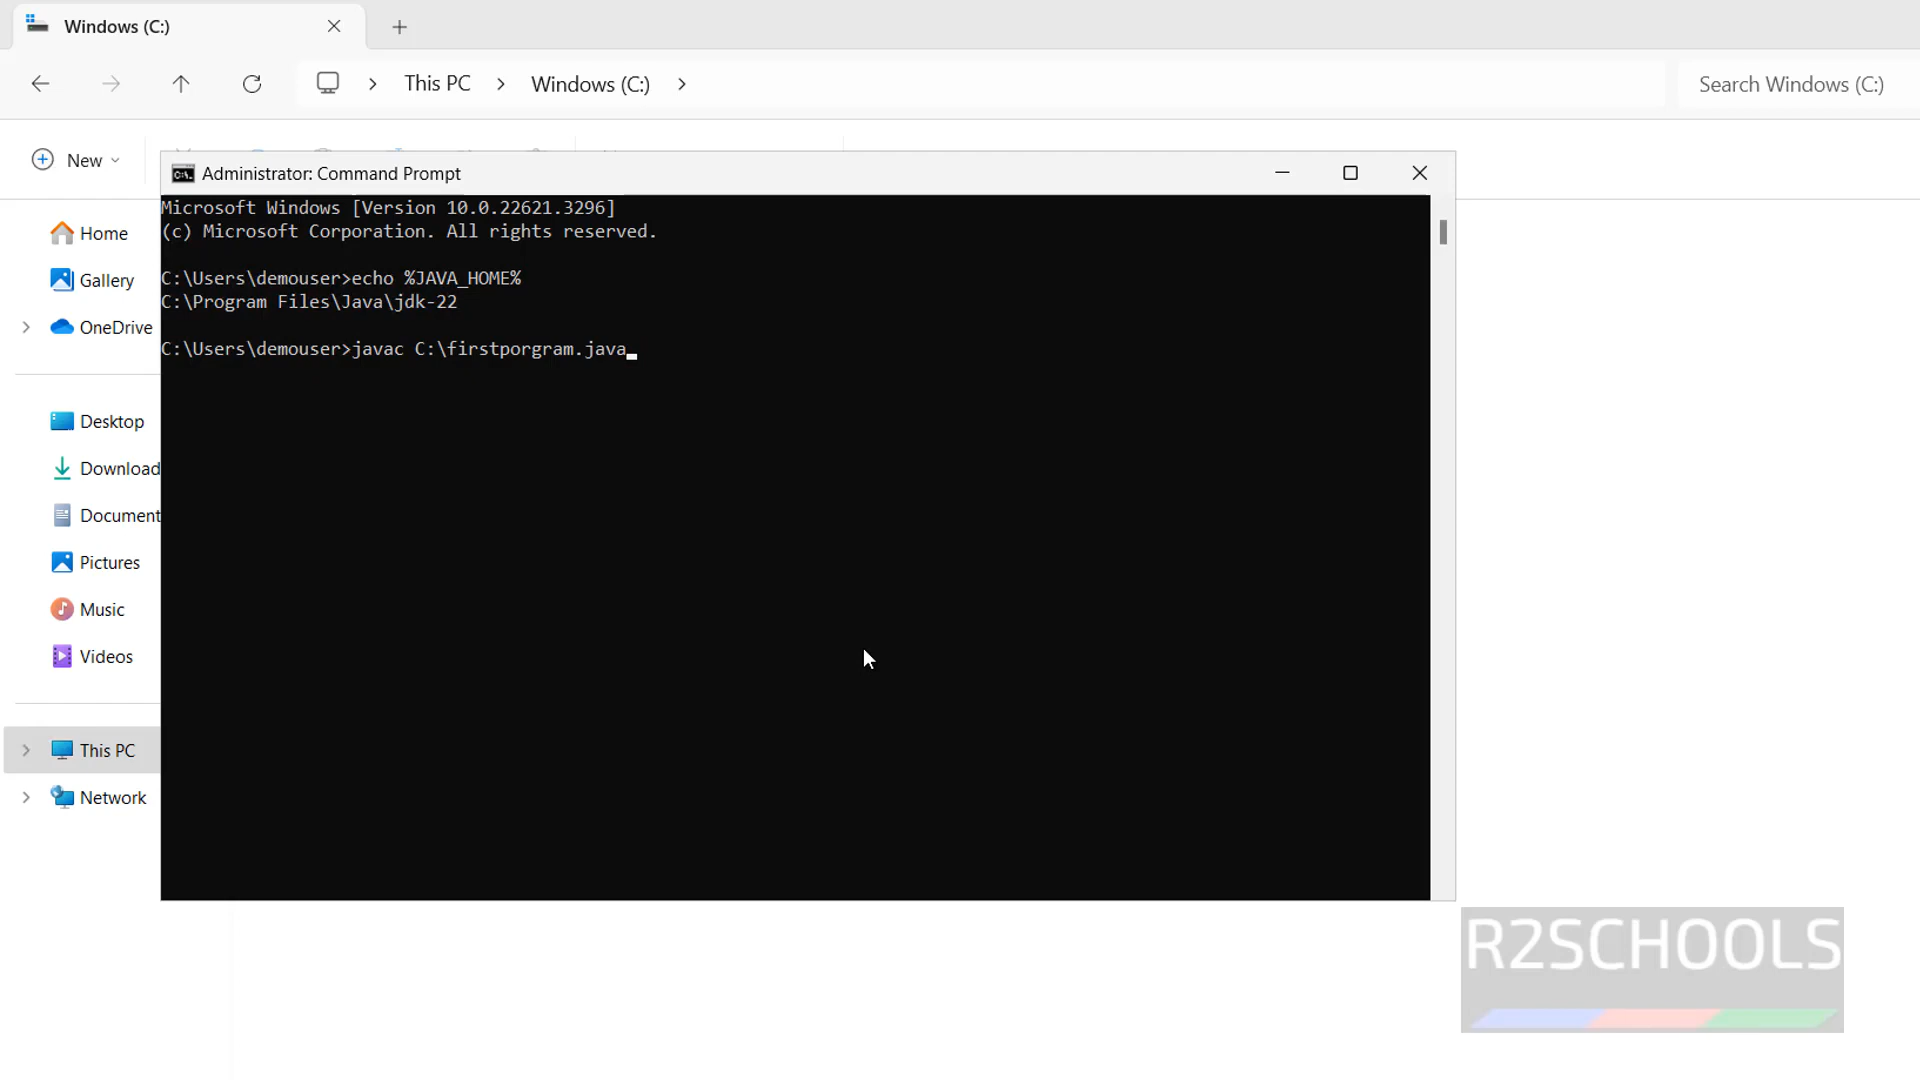 Windows (C:)
This PC > Windows (C:) >
Search Windows (C:)
New
Administrator: Command Prompt
Microsoft Windows [Version 10.0.22621.3296]
(c) Microsoft Corporation. All rights reserved.
C:\Users\demouser>echo %JAVA_HOME%
C:\Program Files\Java\jdk-22
C:\Users\demouser>javac C:\firstporgram.java
Home
Gallery
OneDrive
Desktop
Download
Document
Pictures
Music
Videos
This PC
Network
R2SCHOOLS